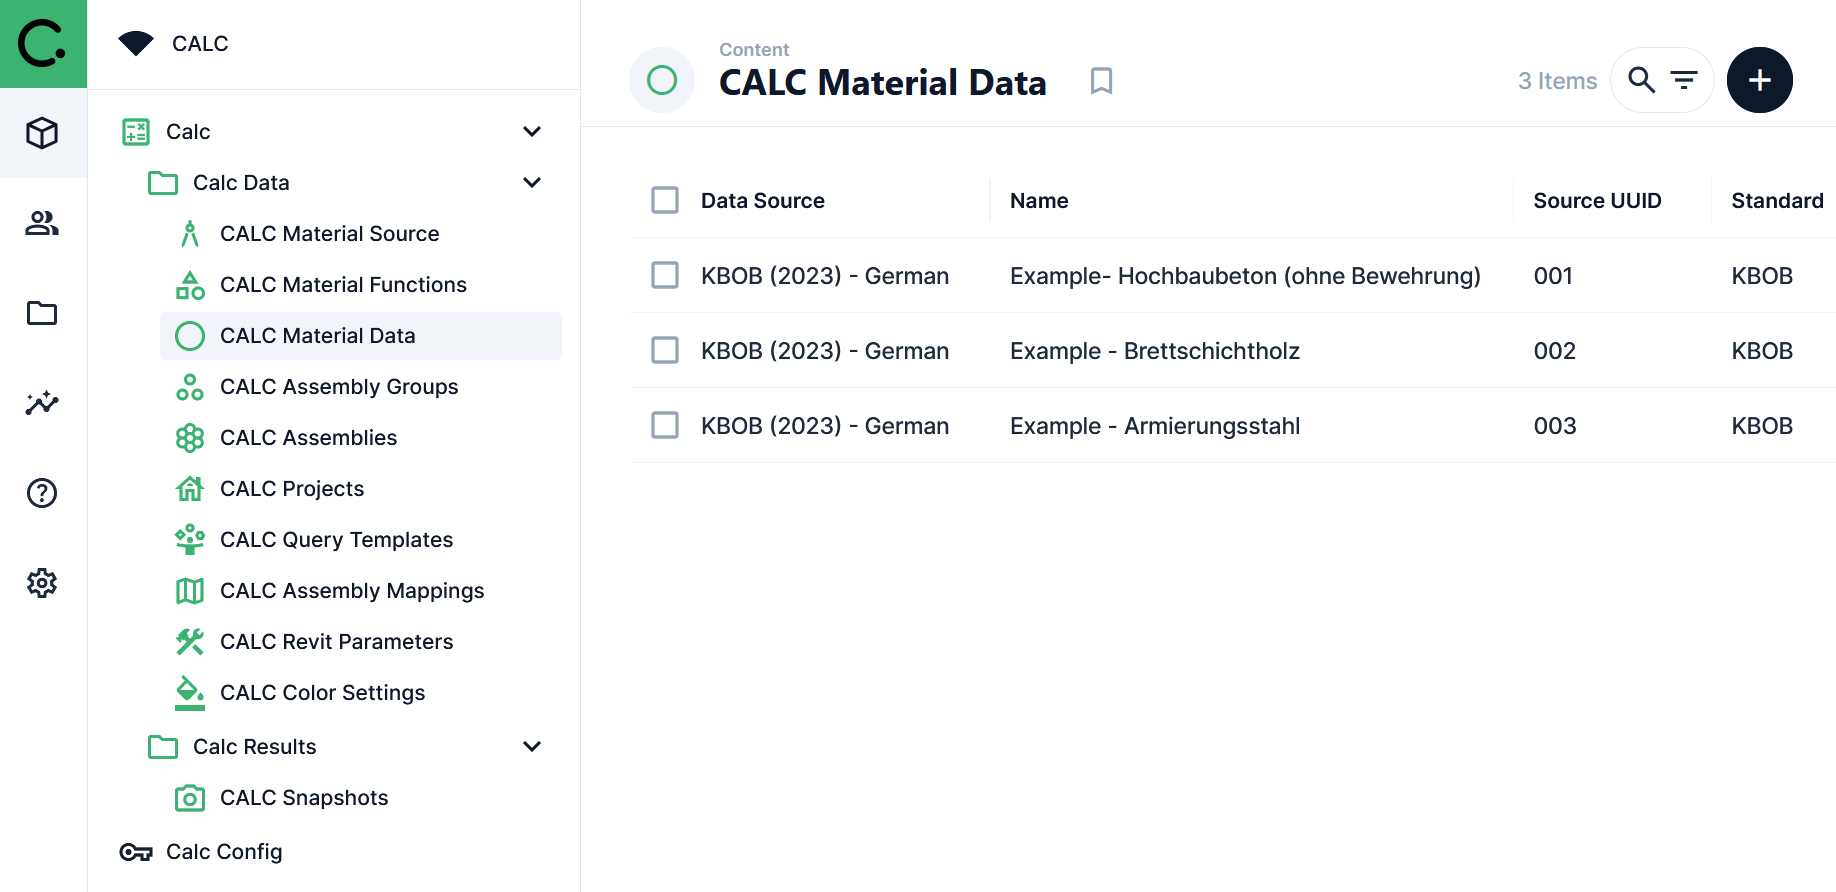 CALC
Calc
Calc Data
CALC Material Source
CALC Material Functions
CALC Material Data
CALC Assembly Groups
CALC Assemblies
CALC Projects
CALC Query Templates
CALC Assembly Mappings
CALC Revit Parameters
CALC Color Settings
Calc Results
CALC Snapshots
Calc Config
Content
CALC Material Data
3 Items
Data Source Name Source UUID Standard
KBOB (2023) - German Example- Hochbaubeton (ohne Bewehrung) 001 KBOB
KBOB (2023) - German Example - Brettschichtholz 002 KBOB
KBOB (2023) - German Example - Armierungsstahl 003 KBOB